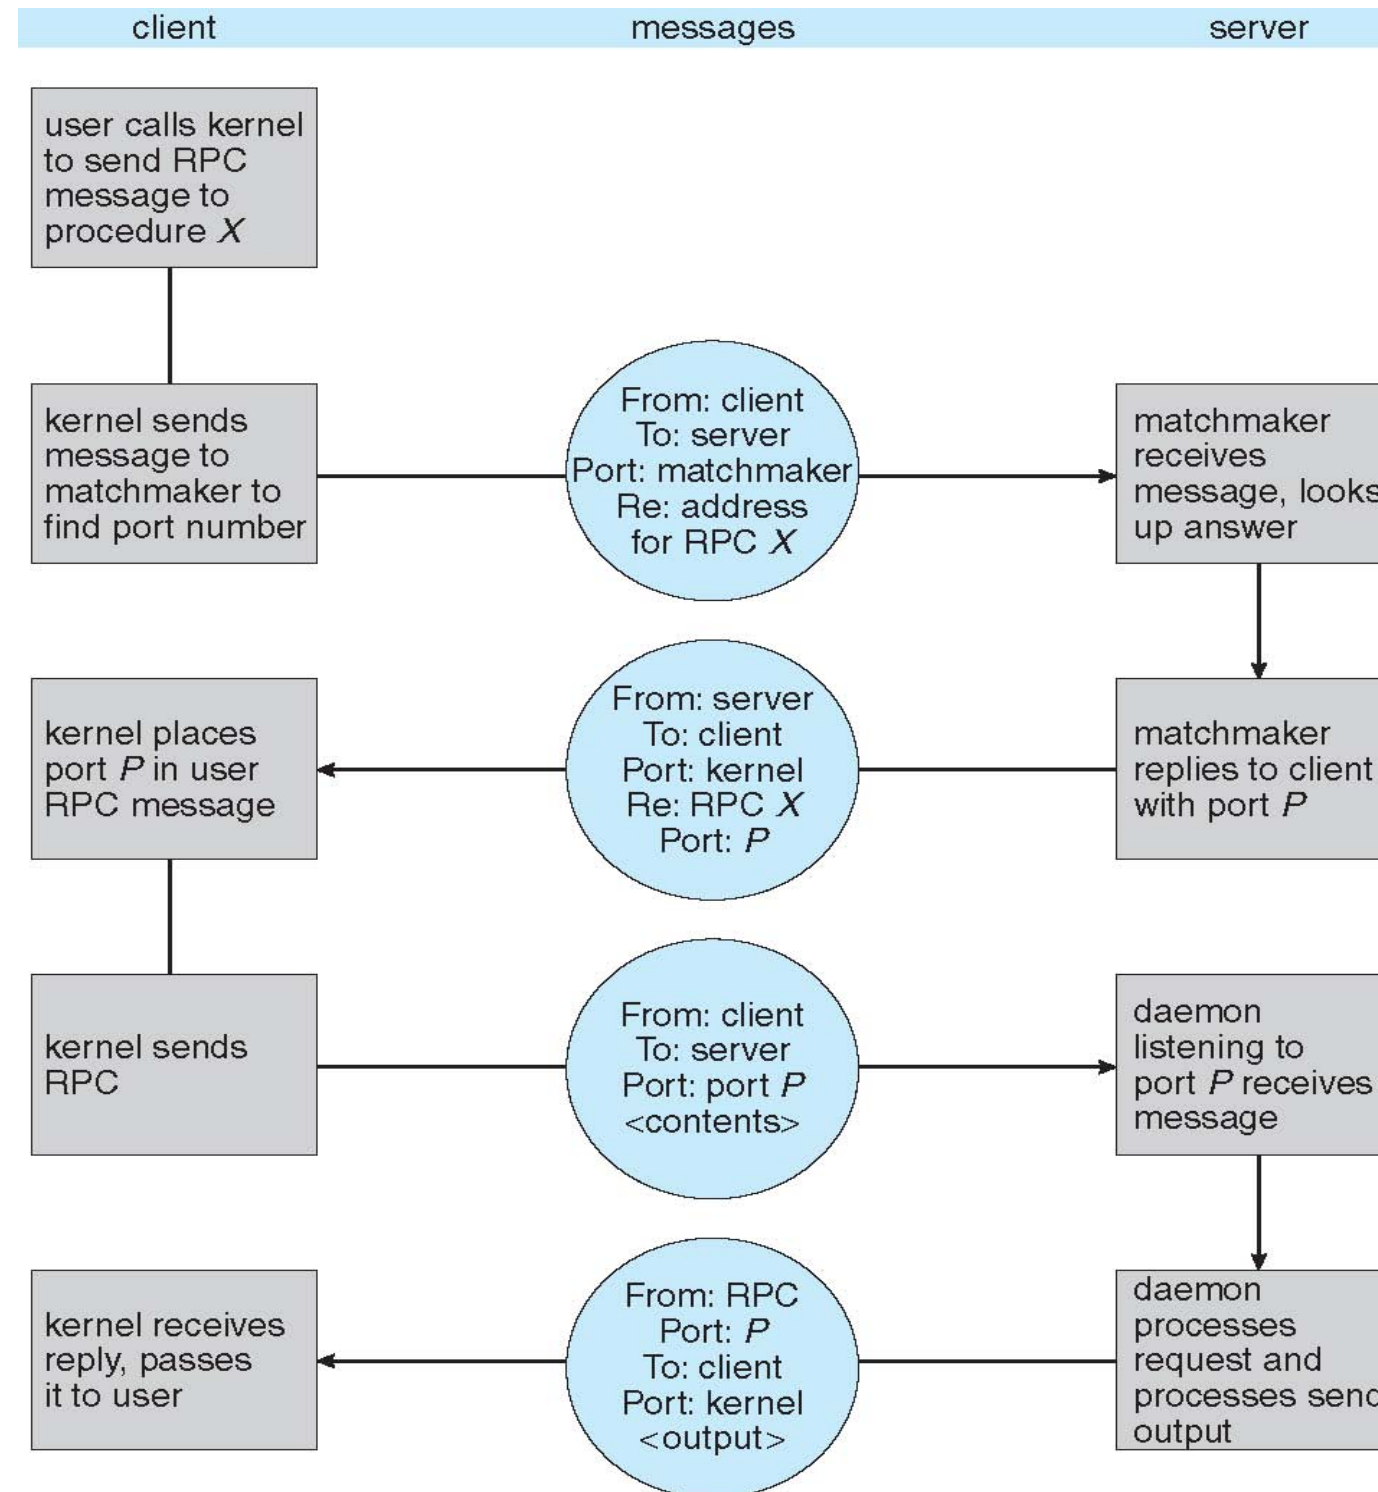 client
messages
server
user calls kernel
to send RPC
message to
procedure X
kernel sends
message to
matchmaker to
find port number
From: client
To: server
Port: matchmaker
Re: address
for RPC X
matchmaker
receives
message, looks
up answer
kernel places
port P in user
RPC message
From: server
To: client
Port: kernel
Re: RPC X
Port: P
matchmaker
replies to client
with port P
kernel sends
RPC
From: client
To: server
Port: port P
<contents>
daemon
listening to
port P receives
message
kernel receives
reply, passes
it to user
From: RPC
Port: P
To: client
Port: kernel
<output>
daemon
processes
request and
processes send
output